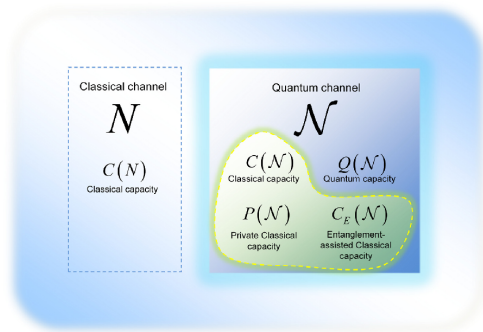 Classical channel
N
C(N)
Classical capacity
Quantum channel
𝒩
C(𝒩)
Classical capacity
Q(𝒩)
Quantum capacity
P(𝒩)
Private Classical
capacity
C_E(𝒩)
Entanglement-
assisted Classical
capacity